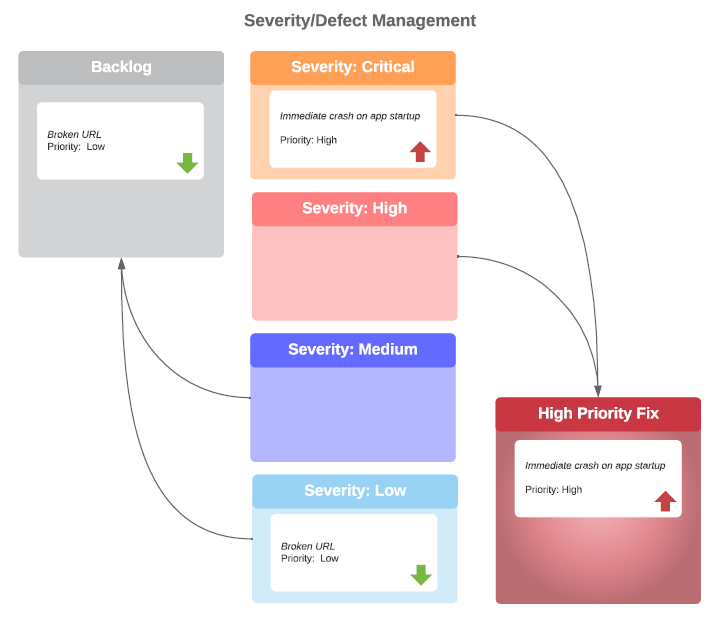 Severity/Defect Management
Backlog
Broken URL
Priority: Low
Severity: Critical
Immediate crash on app startup
Priority: High
Severity: High
Severity: Medium
Severity: Low
Broken URL
Priority: Low
High Priority Fix
Immediate crash on app startup
Priority: High